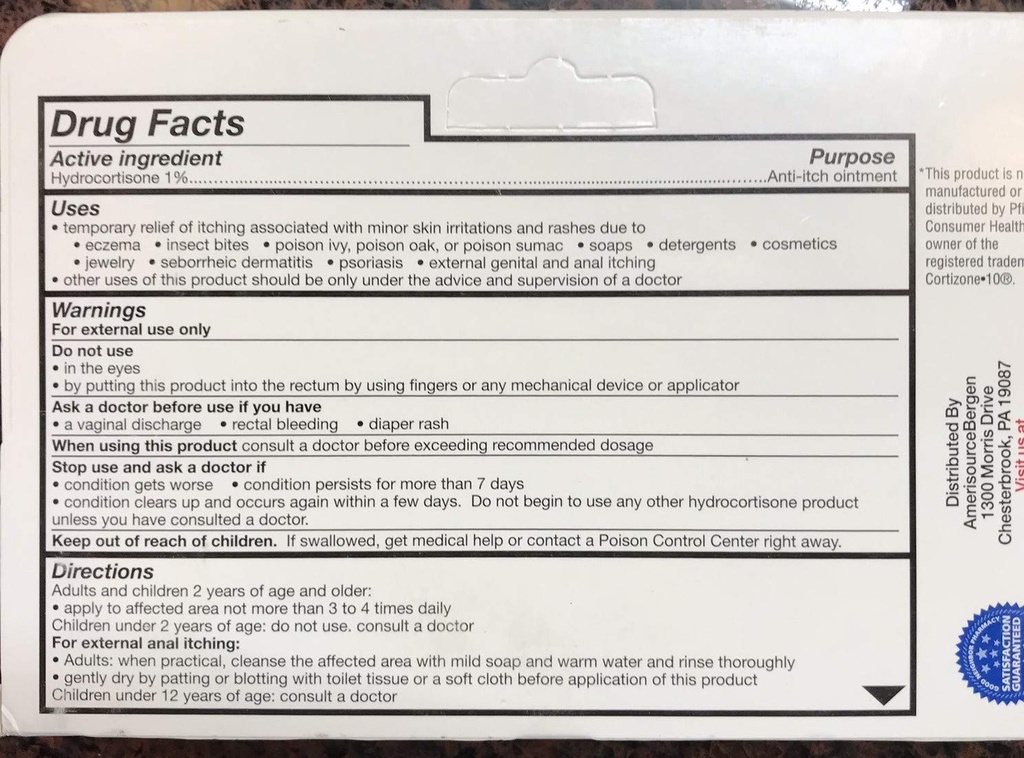 Drug Facts
Active ingredient Purpose
Hydrocortisone 1%......................................................................................................................Anti-itch ointment
Uses
• temporary relief of itching associated with minor skin irritations and rashes due to
• eczema • insect bites • poison ivy, poison oak, or poison sumac • soaps • detergents • cosmetics
• jewelry • seborrheic dermatitis • psoriasis • external genital and anal itching
• other uses of this product should be only under the advice and supervision of a doctor
Warnings
For external use only
Do not use
• in the eyes
• by putting this product into the rectum by using fingers or any mechanical device or applicator
Ask a doctor before use if you have
• a vaginal discharge • rectal bleeding • diaper rash
When using this product consult a doctor before exceeding recommended dosage
Stop use and ask a doctor if
• condition gets worse • condition persists for more than 7 days
• condition clears up and occurs again within a few days. Do not begin to use any other hydrocortisone product
unless you have consulted a doctor.
Keep out of reach of children. If swallowed, get medical help or contact a Poison Control Center right away.
Directions
Adults and children 2 years of age and older:
• apply to affected area not more than 3 to 4 times daily
Children under 2 years of age: do not use. consult a doctor
For external anal itching:
• Adults: when practical, cleanse the affected area with mild soap and warm water and rinse thoroughly
• gently dry by patting or blotting with toilet tissue or a soft cloth before application of this product
Children under 12 years of age: consult a doctor
*This product is
manufactured or
distributed by
Consumer
owner of the
registered
Cortizone•10®.
Distributed By
AmerisourceBergen
1300 Morris Drive
Chesterbrook, PA 19087
Visit us at
GOOD NEIGHBOR PHARMACY
SATISFACTION
GUARANTEED